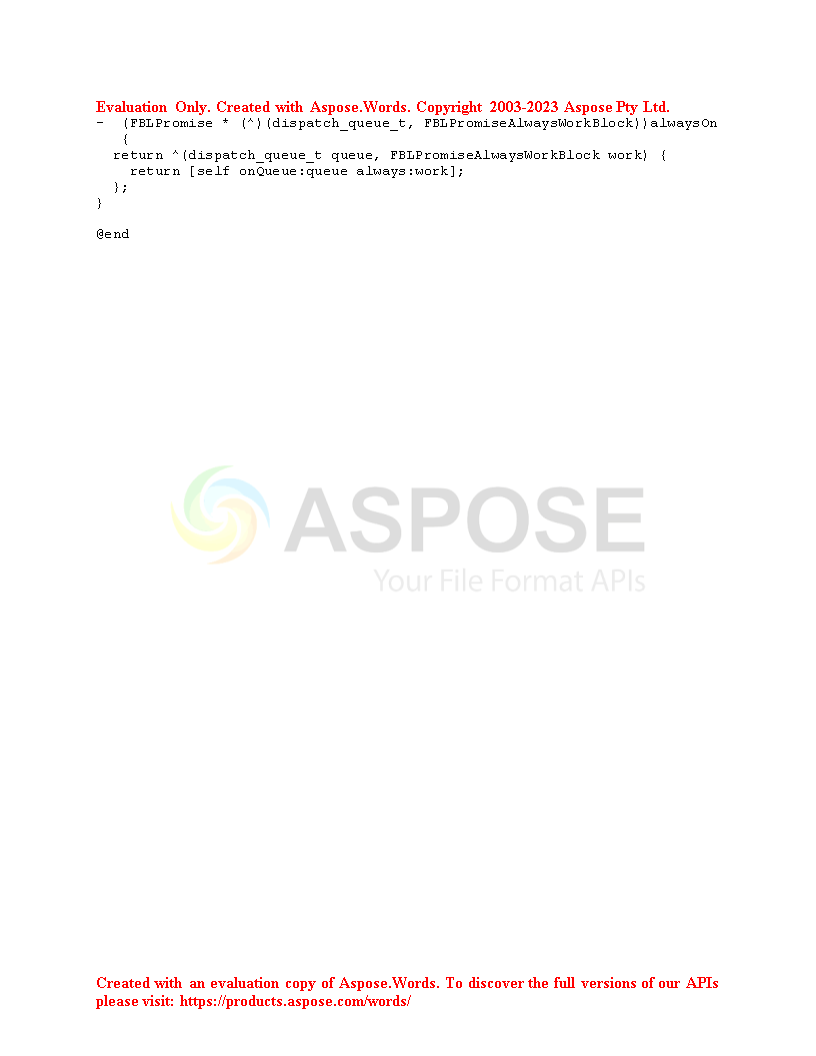 Evaluation Only. Created with Aspose.Words. Copyright 2003-2023 Aspose Pty Ltd.
-  (FBLPromise * (^)(dispatch_queue_t, FBLPromiseAlwaysWorkBlock))alwaysOn
   {
  return ^(dispatch_queue_t queue, FBLPromiseAlwaysWorkBlock work) {
    return [self onQueue:queue always:work];
  };
}

@end
ASPOSE
Your File Format APIs
Created with an evaluation copy of Aspose.Words. To discover the full versions of our APIs
please visit: https://products.aspose.com/words/